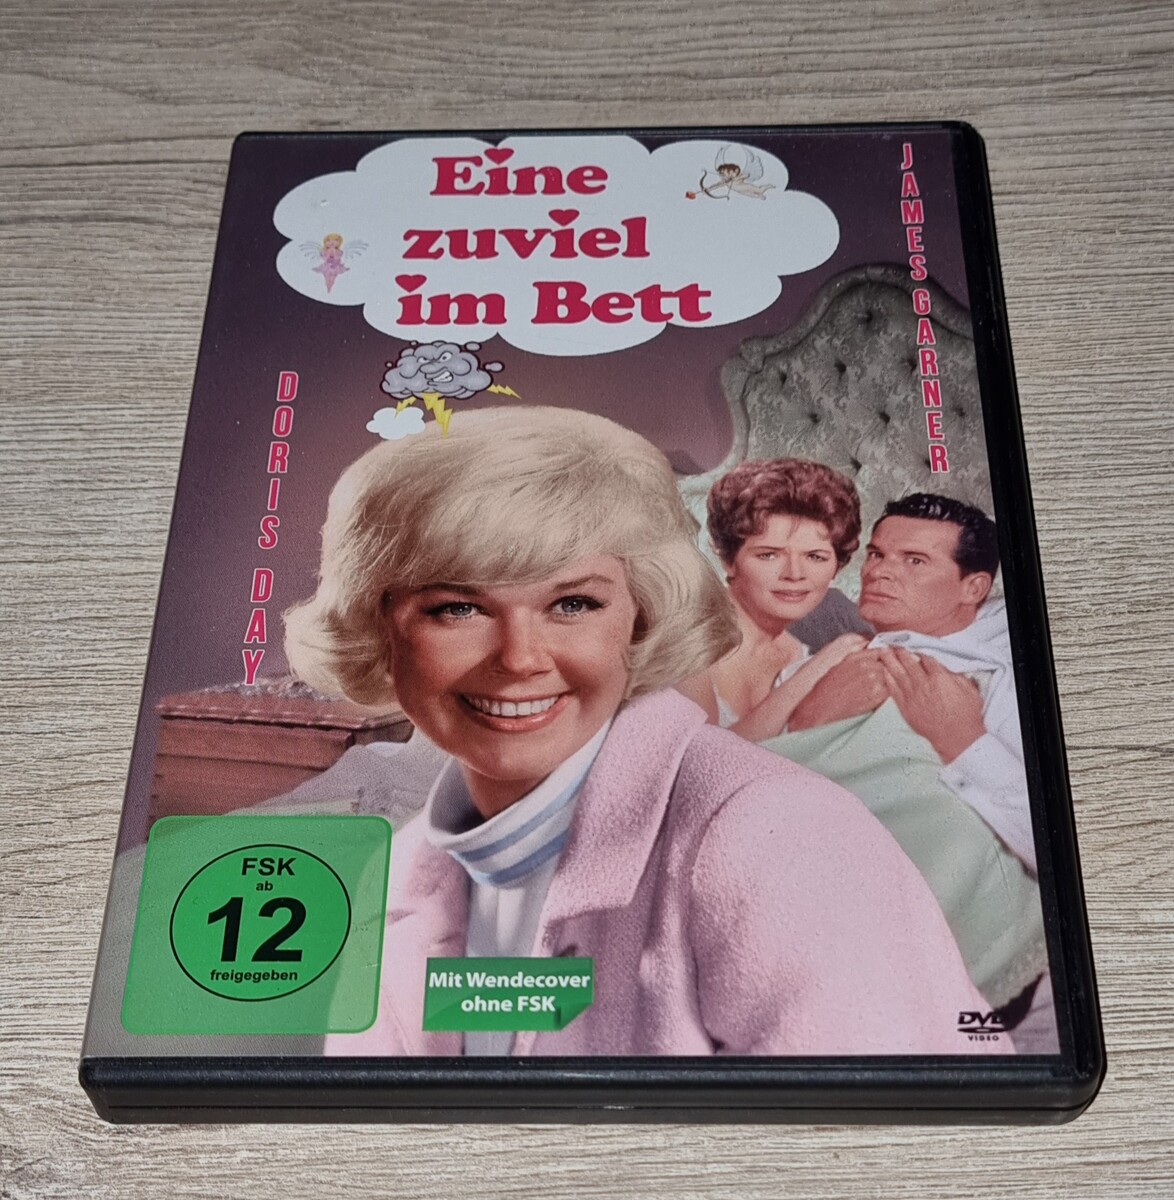 Eine
zuviel
im Bett
JAMES GARNER
DORIS DAY
FSK
ab
12
freigegeben
Mit Wendecover
ohne FSK
DVD
VIDEO